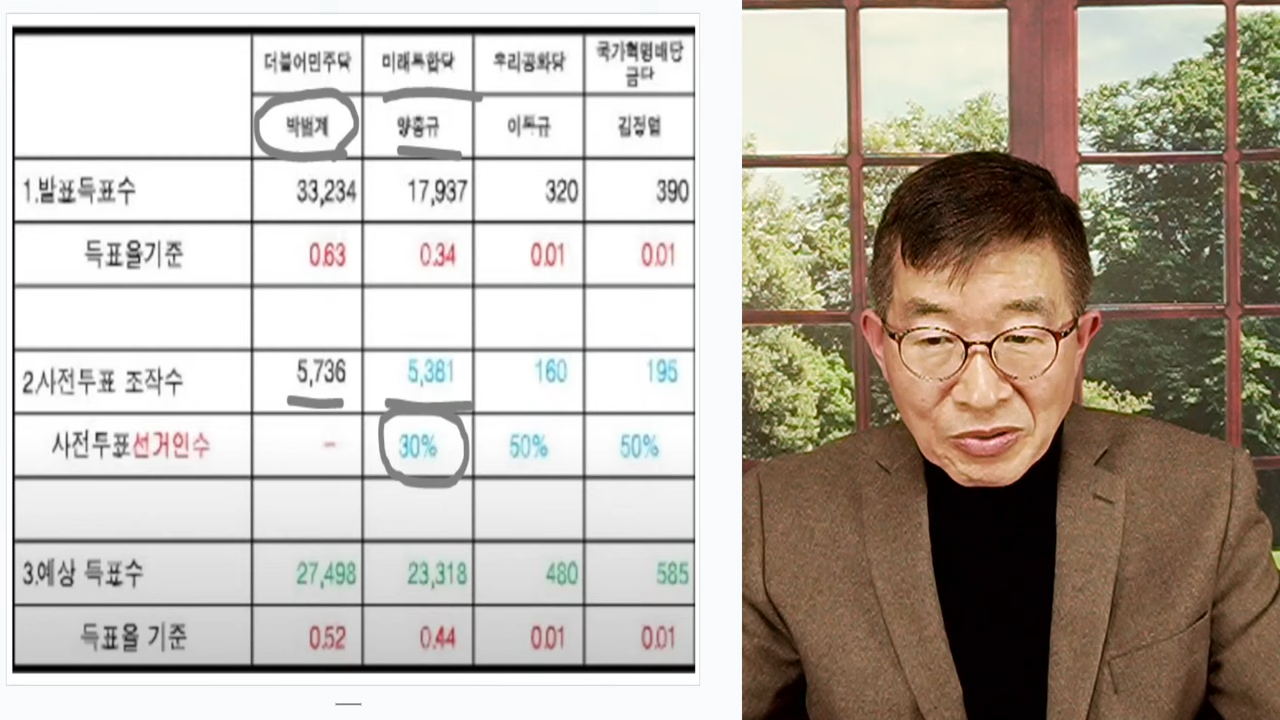 더불어민주당 미래통합당 우리공화당 국가혁명배당
금당
박범계 양홍규 이동규 김정열
1.발표득표수 33,234 17,937 320 390
득표율기준 0.63 0.34 0.01 0.01
2.사전투표 조작수 5,736 5,381 160 195
사전투표선거인수 - 30% 50% 50%
3.예상 득표수 27,498 23,318 480 585
득표율 기준 0.52 0.44 0.01 0.01